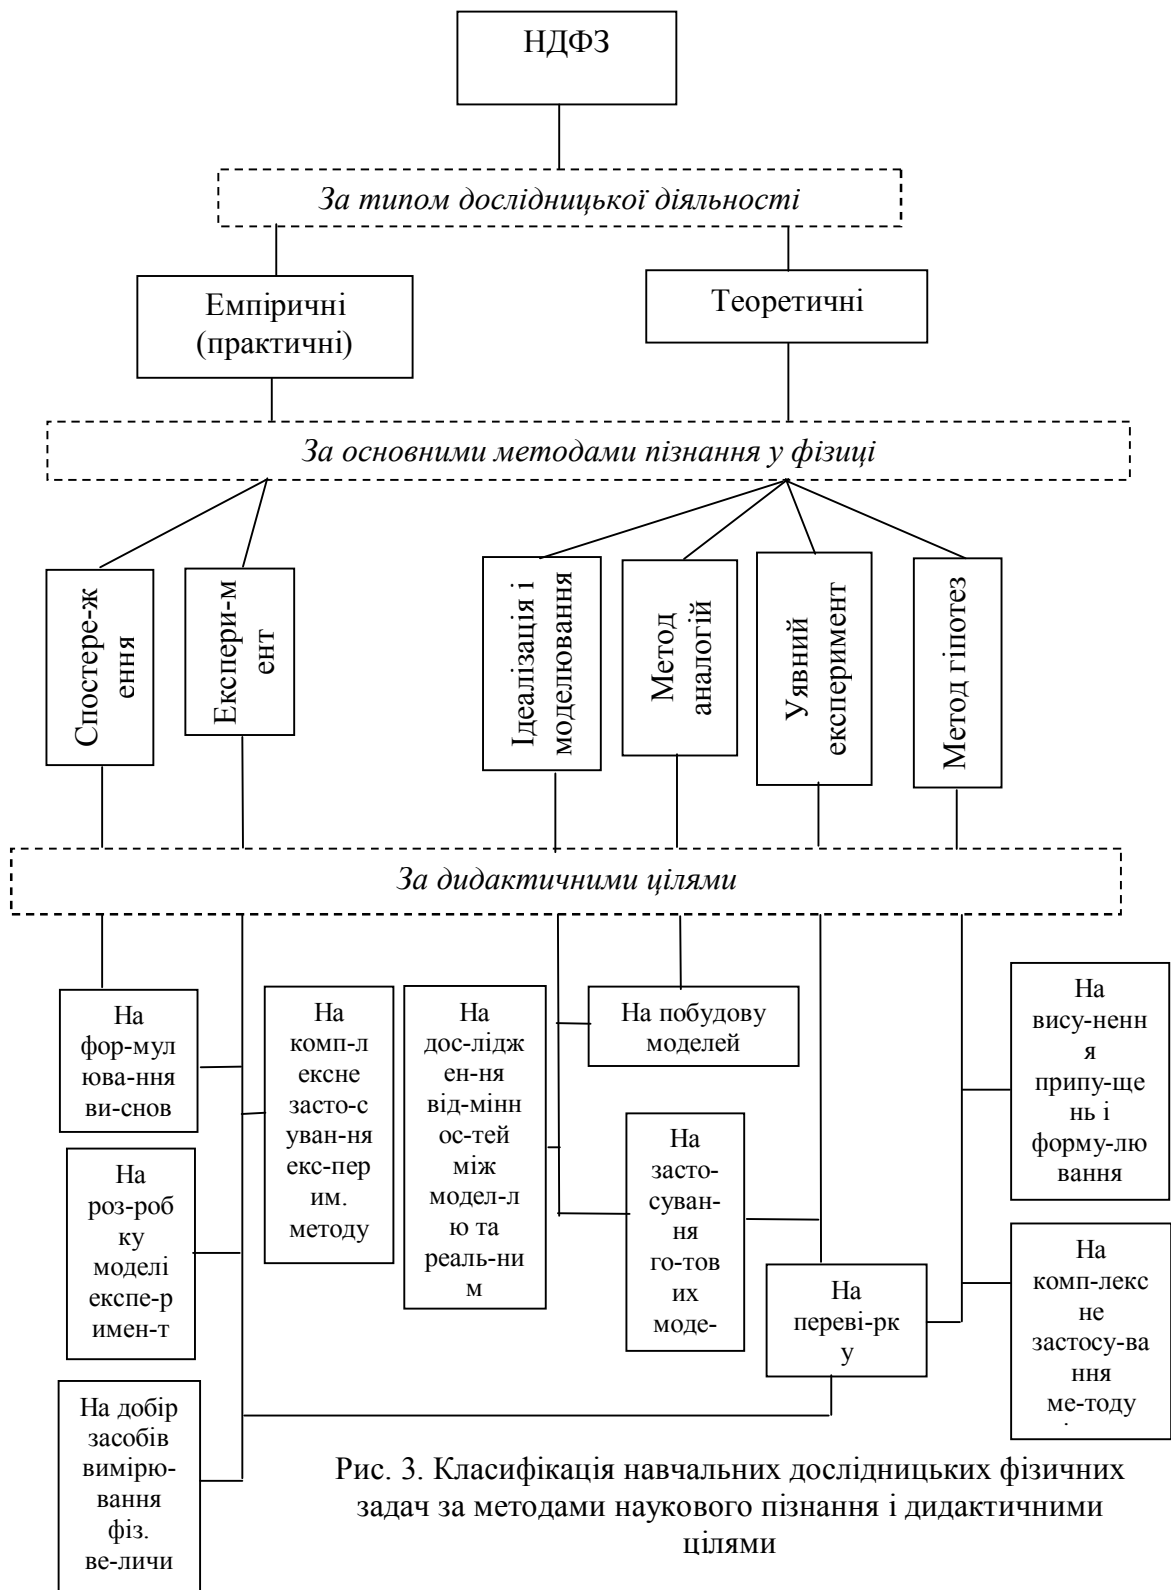 НДФЗ
За типом дослідницької діяльності
Емпіричні
(практичні)
Теоретичні
За основними методами пізнання у фізиці
Спостере-ж
ення
Експери-м
ент
Ідеалізація і
моделювання
Метод
аналогій
Уявний
експеримент
Метод гіпотез
За дидактичними цілями
На
фор-мул
юва-ння
ви-снов
На
комп-л
ексне
засто-с
уван-ня
екс-пер
им.
методу
На
дос-лідж
ен-ня
від-мінн
ос-тей
між
модел-л
ю та
реаль-ни
м
На побудову
моделей
На
вису-ненн
я
припу-ще
нь і
форму-лю
вання
На
роз-роб
ку
моделі
експе-р
имен-т
На
засто-
суван-
ня
го-тов
их
моде-
На
переві-рк
у
На
комп-лекс
не
застосу-ва
ння
ме-тоду
На добір
засобів
вимірю-
вання
фіз.
ве-личи
Рис. 3. Класифікація навчальних дослідницьких фізичних
задач за методами наукового пізнання і дидактичними
цілями